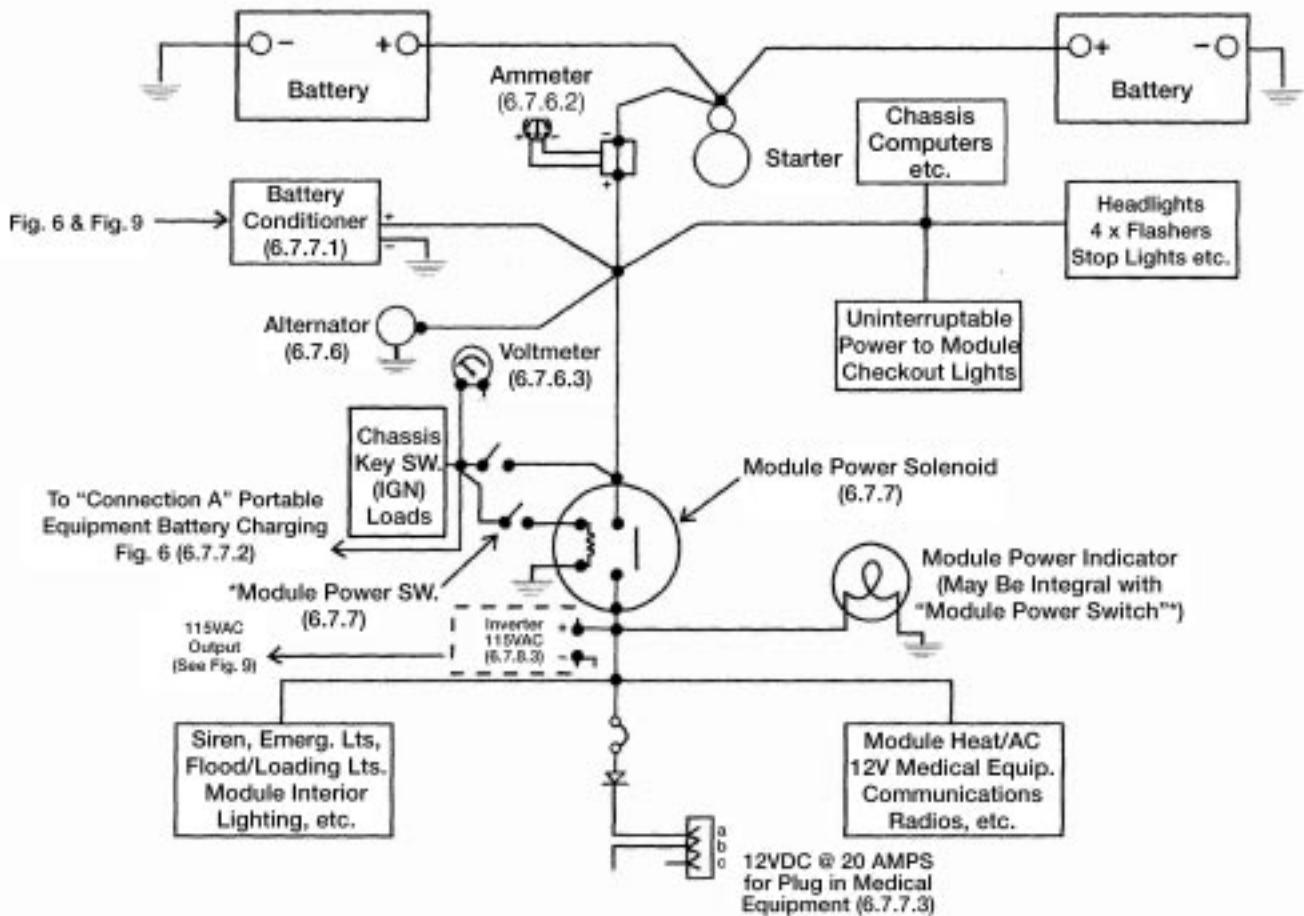 - +
Battery
+ -
Battery
Ammeter
(6.7.6.2)
+ -
-
+
Starter
Chassis
Computers
etc.
Fig. 6 & Fig. 9
Battery
Conditioner
(6.7.7.1)
+
-
Headlights
4 x Flashers
Stop Lights etc.
Alternator
(6.7.6)
Uninterruptable
Power to Module
Checkout Lights
Voltmeter
(6.7.6.3)
Chassis
Key SW.
(IGN)
Loads
Module Power Solenoid
(6.7.7)
To "Connection A" Portable
Equipment Battery Charging
Fig. 6 (6.7.7.2)
*Module Power SW.
(6.7.7)
Module Power Indicator
(May Be Integral with
"Module Power Switch"*)
115VAC
Output
(See Fig. 9)
Inverter
115VAC
(6.7.8.3)
+
-
Siren, Emerg. Lts,
Flood/Loading Lts.
Module Interior
Lighting, etc.
Module Heat/AC
12V Medical Equip.
Communications
Radios, etc.
a
b
c
12VDC @ 20 AMPS
for Plug in Medical
Equipment (6.7.7.3)